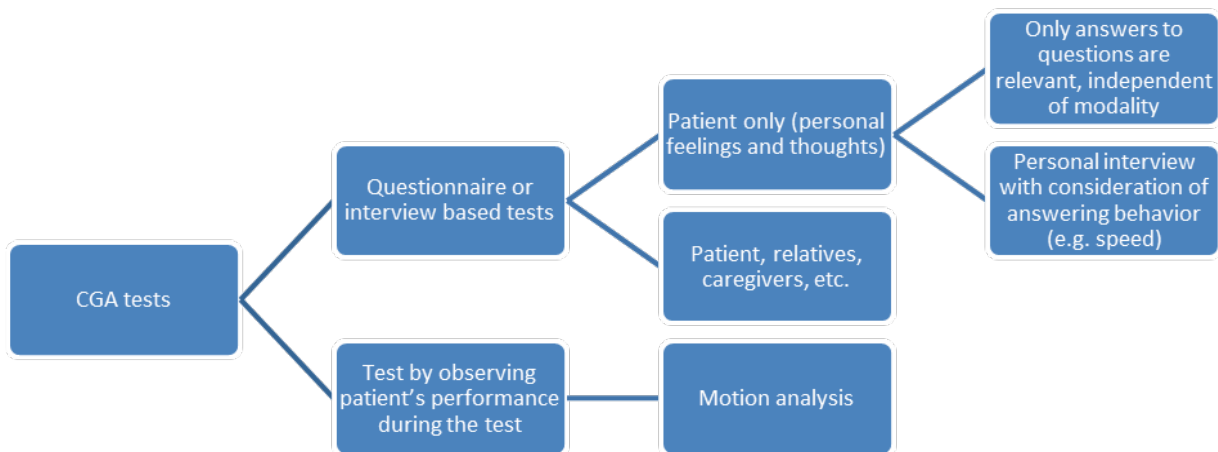 CGA tests
Questionnaire or
interview based tests
Test by observing
patient’s performance
during the test
Patient only (personal
feelings and thoughts)
Patient, relatives,
caregivers, etc.
Motion analysis
Only answers to
questions are
relevant, independent
of modality
Personal interview
with consideration of
answering behavior
(e.g. speed)